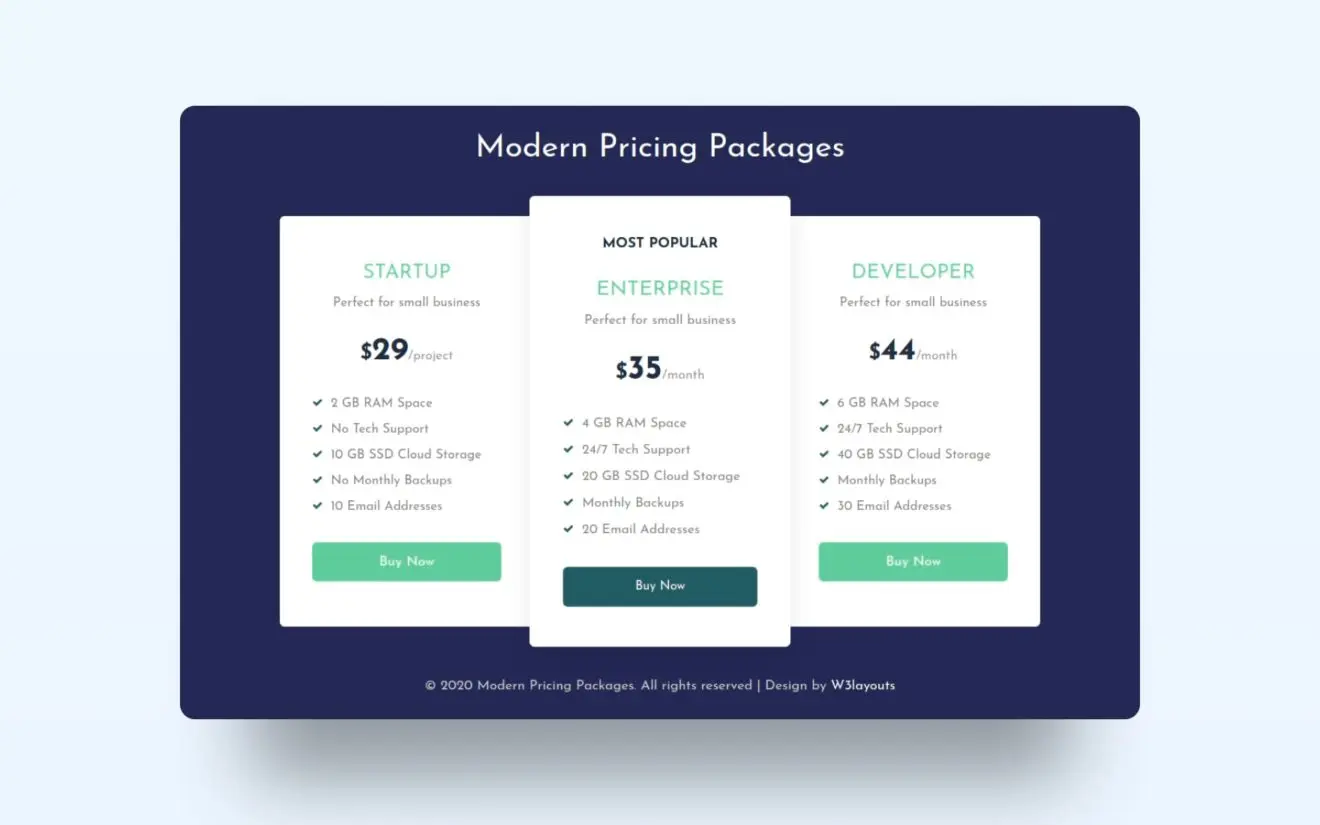 Modern Pricing Packages
STARTUP
Perfect for small business
$29/project
2 GB RAM Space
No Tech Support
10 GB SSD Cloud Storage
No Monthly Backups
10 Email Addresses
Buy Now
MOST POPULAR
ENTERPRISE
Perfect for small business
$35/month
4 GB RAM Space
24/7 Tech Support
20 GB SSD Cloud Storage
Monthly Backups
20 Email Addresses
Buy Now
DEVELOPER
Perfect for small business
$44/month
6 GB RAM Space
24/7 Tech Support
40 GB SSD Cloud Storage
Monthly Backups
30 Email Addresses
Buy Now
© 2020 Modern Pricing Packages. All rights reserved | Design by W3layouts